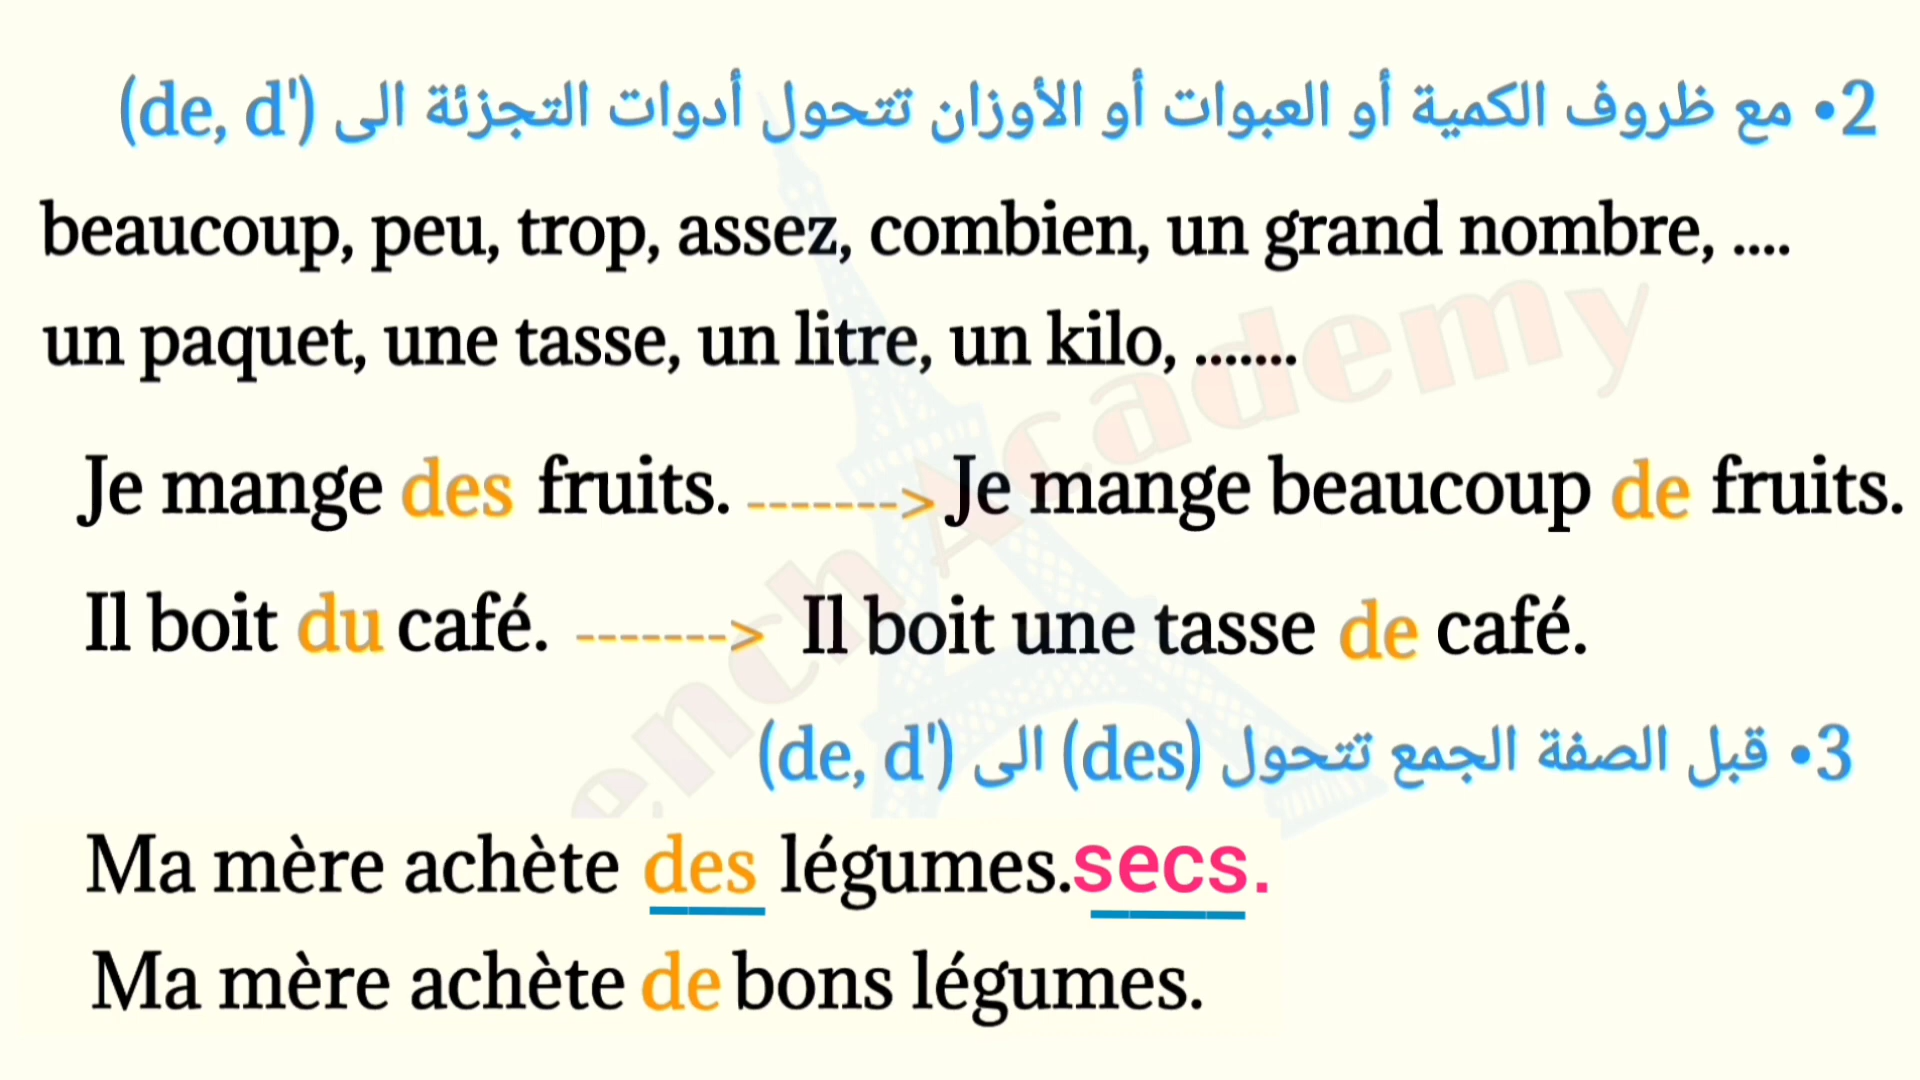 2• مع ظروف الكمية أو العبوات أو الأوزان تتحول أدوات التجزئة الى (de, d')
beaucoup, peu, trop, assez, combien, un grand nombre, ....
un paquet, une tasse, un litre, un kilo, .......
Je mange des fruits. -------> Je mange beaucoup de fruits.
Il boit du café. -------> Il boit une tasse de café.
3• قبل الصفة الجمع تتحول (des) الى (de, d')
Ma mère achète des légumes.secs.
Ma mère achète de bons légumes.
ench Academy